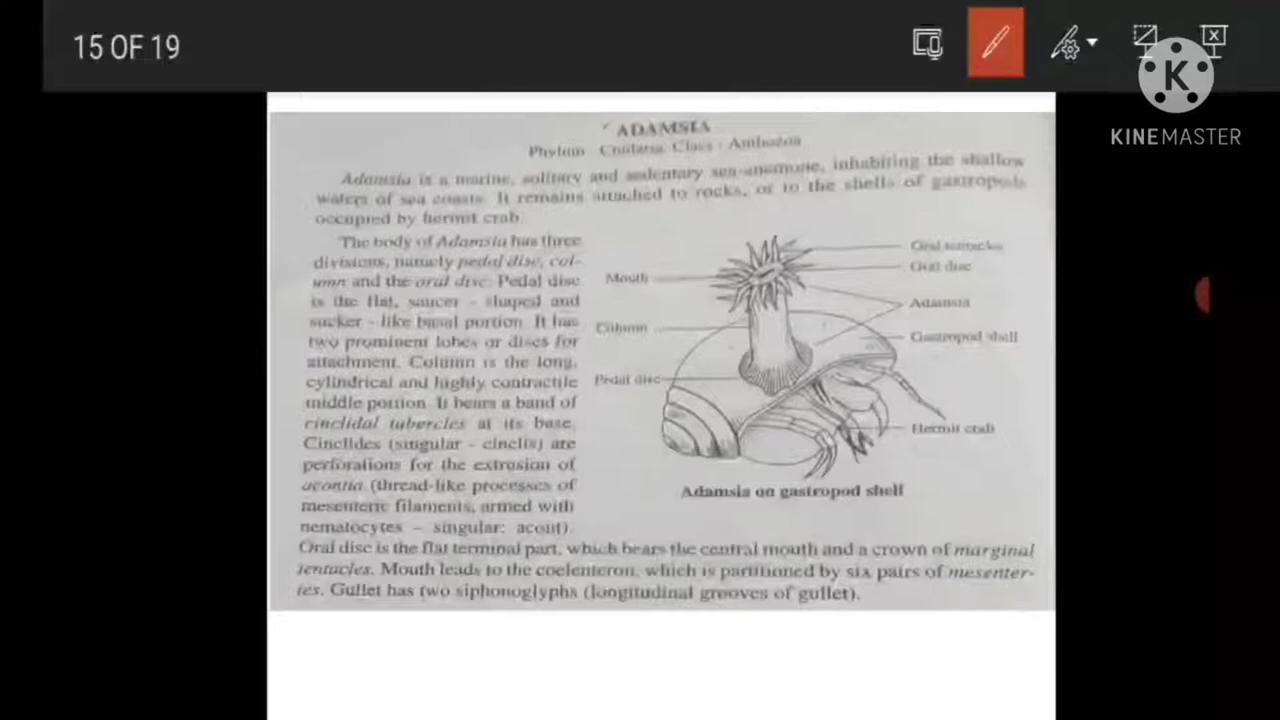 15 OF 19
KINEMASTER
ADAMSIA
Phylum : Cnidaria, Class : Anthozoa
Adamsia is a marine, solitary and sedentary sea-anemone, inhabiting the shallow
waters of sea coasts. It remains attached to rocks, or to the shells of gastropods
occupied by hermit crab.
The body of Adamsia has three
divisions, namely pedal disc, col-
umn and the oral disc. Pedal disc
is the flat, saucer - shaped and
sucker - like basal portion. It has
two prominent lobes or discs for
attachment. Column is the long,
cylindrical and highly contractile
middle portion. It bears a band of
cinclidal tubercles at its base.
Cinclides (singular - cinclis) are
perforations for the extrusion of
acontia (thread-like processes of
mesenteric filaments, armed with
nematocytes - singular: acont).
Oral disc is the flat terminal part, which bears the central mouth and a crown of marginal
tentacles. Mouth leads to the coelenteron, which is partitioned by six pairs of mesenter-
ies. Gullet has two siphonoglyphs (longitudinal grooves of gullet).
Mouth
Column
Pedal disc
Oral tentacles
Oral disc
Adamsia
Gastropod shell
Hermit crab
Adamsia on gastropod shell